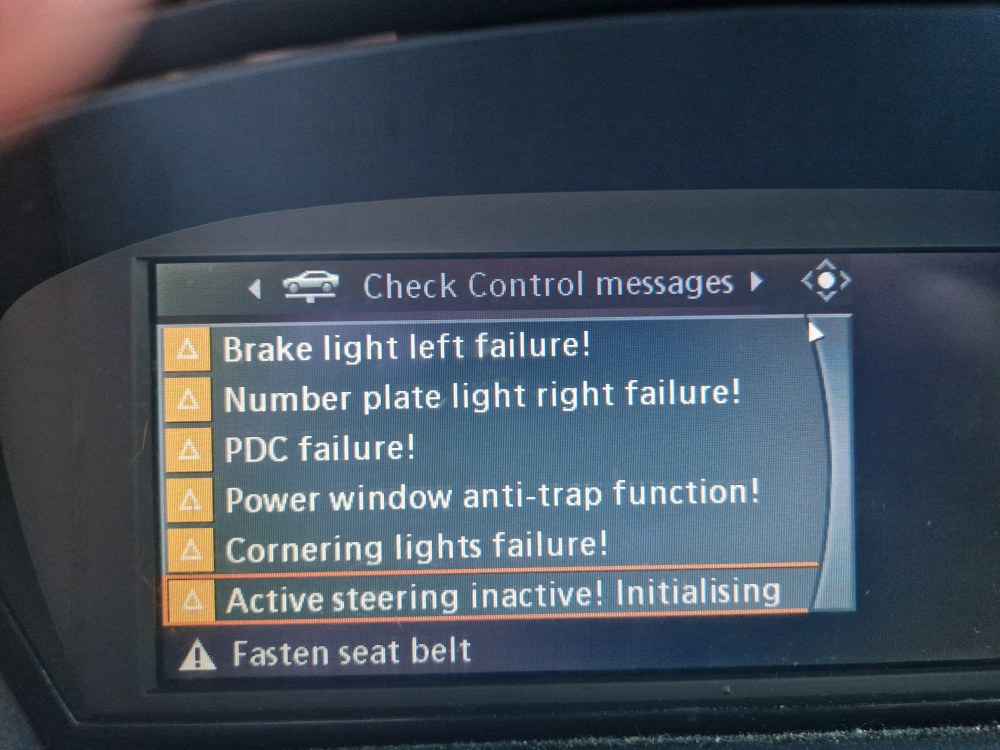 Check Control messages
Brake light left failure!
Number plate light right failure!
PDC failure!
Power window anti-trap function!
Cornering lights failure!
Active steering inactive! Initialising
Fasten seat belt